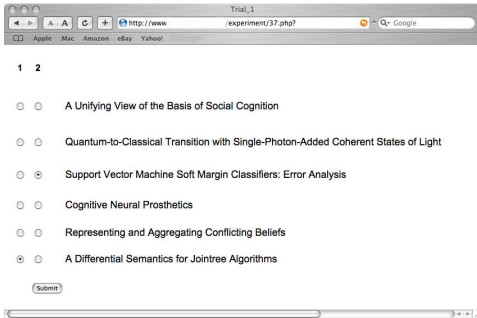 Trial_1
A A C + http://www /experiment/37.php? Q Google
Apple .Mac Amazon eBay Yahoo!
1 2
A Unifying View of the Basis of Social Cognition
Quantum-to-Classical Transition with Single-Photon-Added Coherent States of Light
Support Vector Machine Soft Margin Classifiers: Error Analysis
Cognitive Neural Prosthetics
Representing and Aggregating Conflicting Beliefs
A Differential Semantics for Jointree Algorithms
Submit